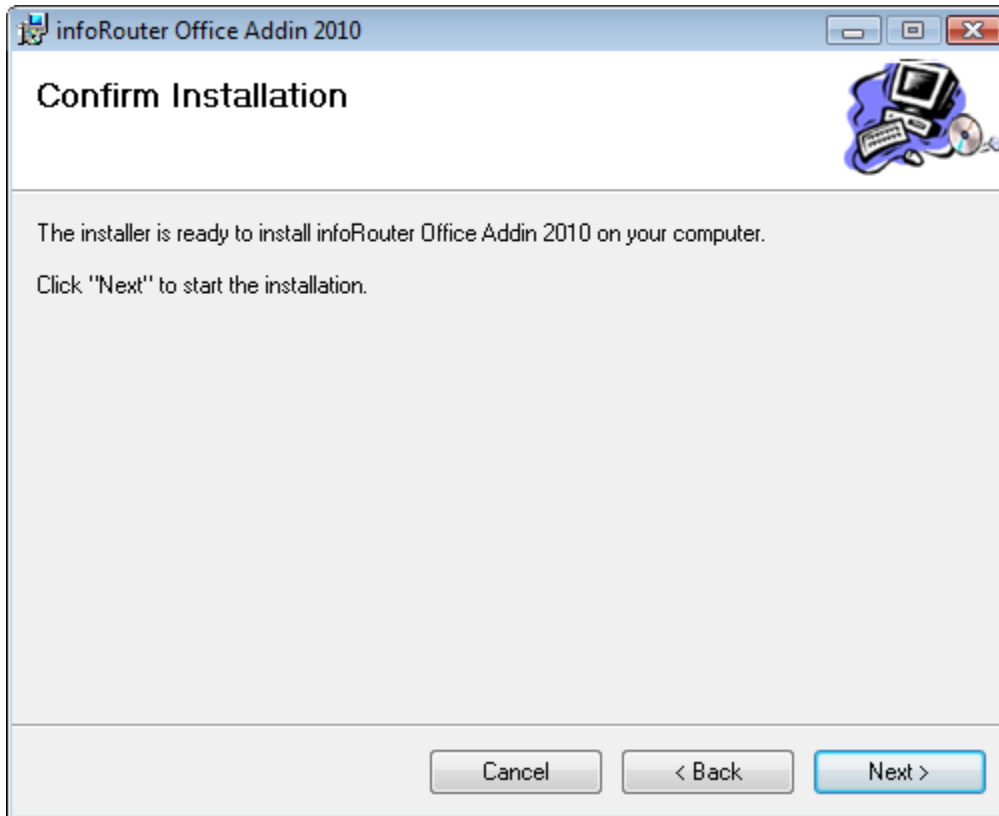 infoRouter Office Addin 2010
Confirm Installation
The installer is ready to install infoRouter Office Addin 2010 on your computer.
Click "Next" to start the installation.
Cancel
< Back
Next >